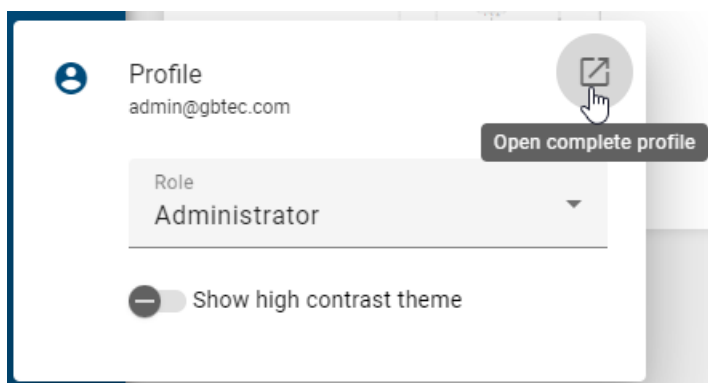 Profile
admin@gbtec.com
Open complete profile
Role
Administrator
Show high contrast theme